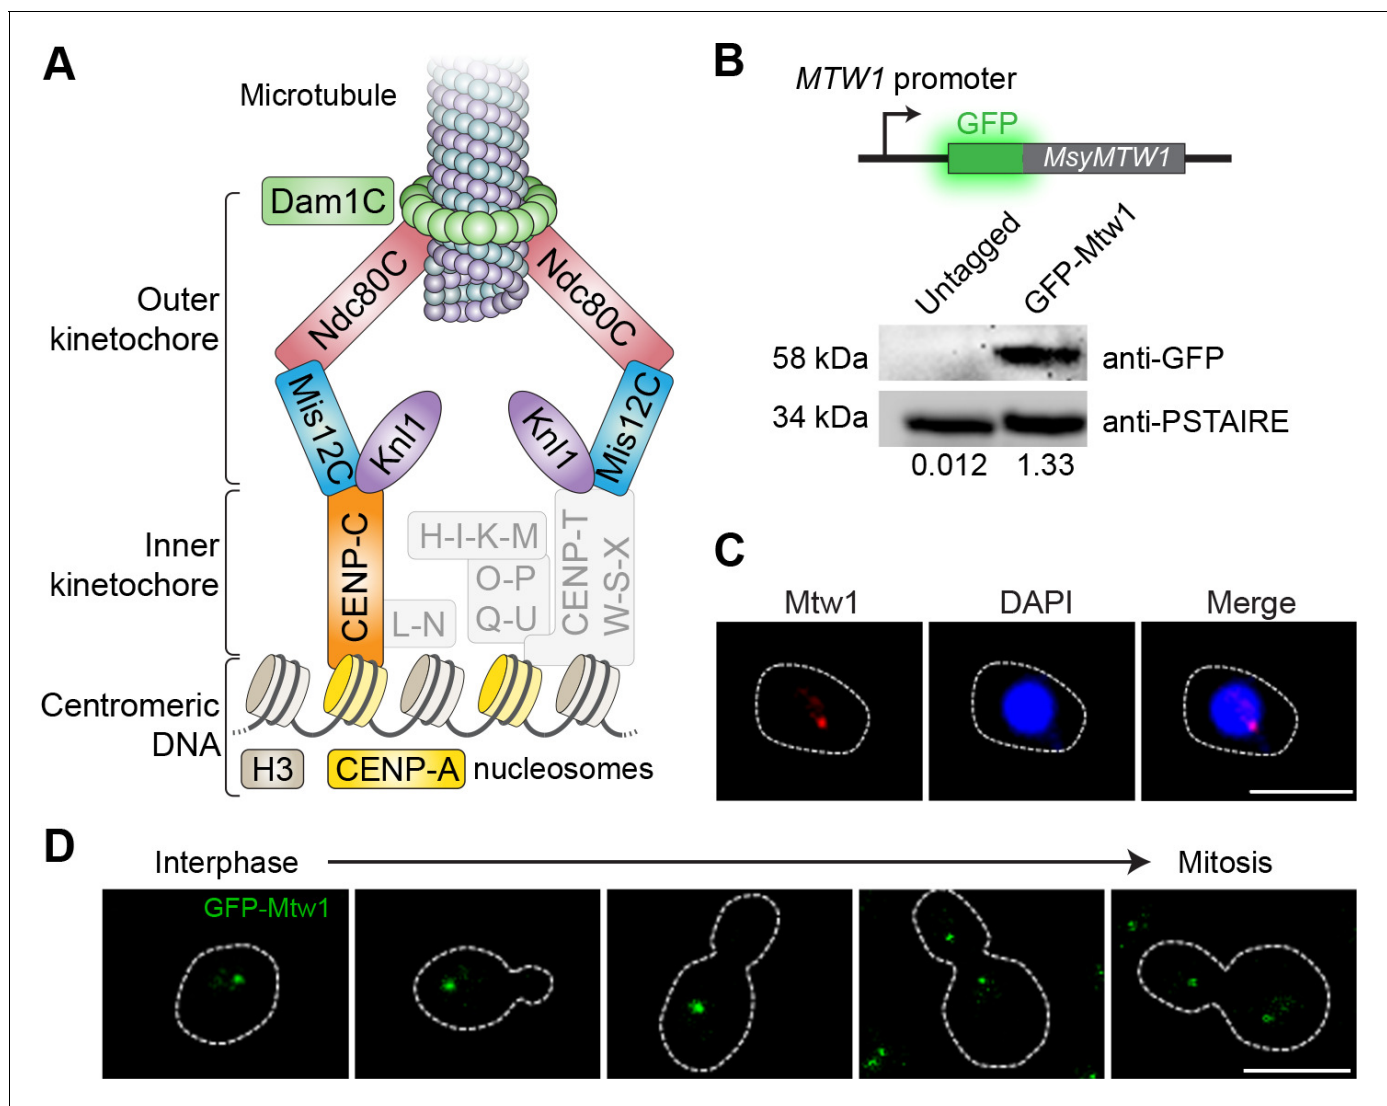 A
Microtubule
Dam1C
Ndc80C
Ndc80C
Outer
kinetochore
Mis12C
Knl1
Knl1
Mis12C
Inner
kinetochore
CENP-C
H-I-K-M
O-P
Q-U
L-N
CENP-T
W-S-X
Centromeric
DNA
H3
CENP-A
nucleosomes
B
MTW1 promoter
GFP
MsyMTW1
Untagged
GFP-Mtw1
58 kDa
anti-GFP
34 kDa
anti-PSTAIRE
0.012
1.33
C
Mtw1
DAPI
Merge
D
Interphase
Mitosis
GFP-Mtw1